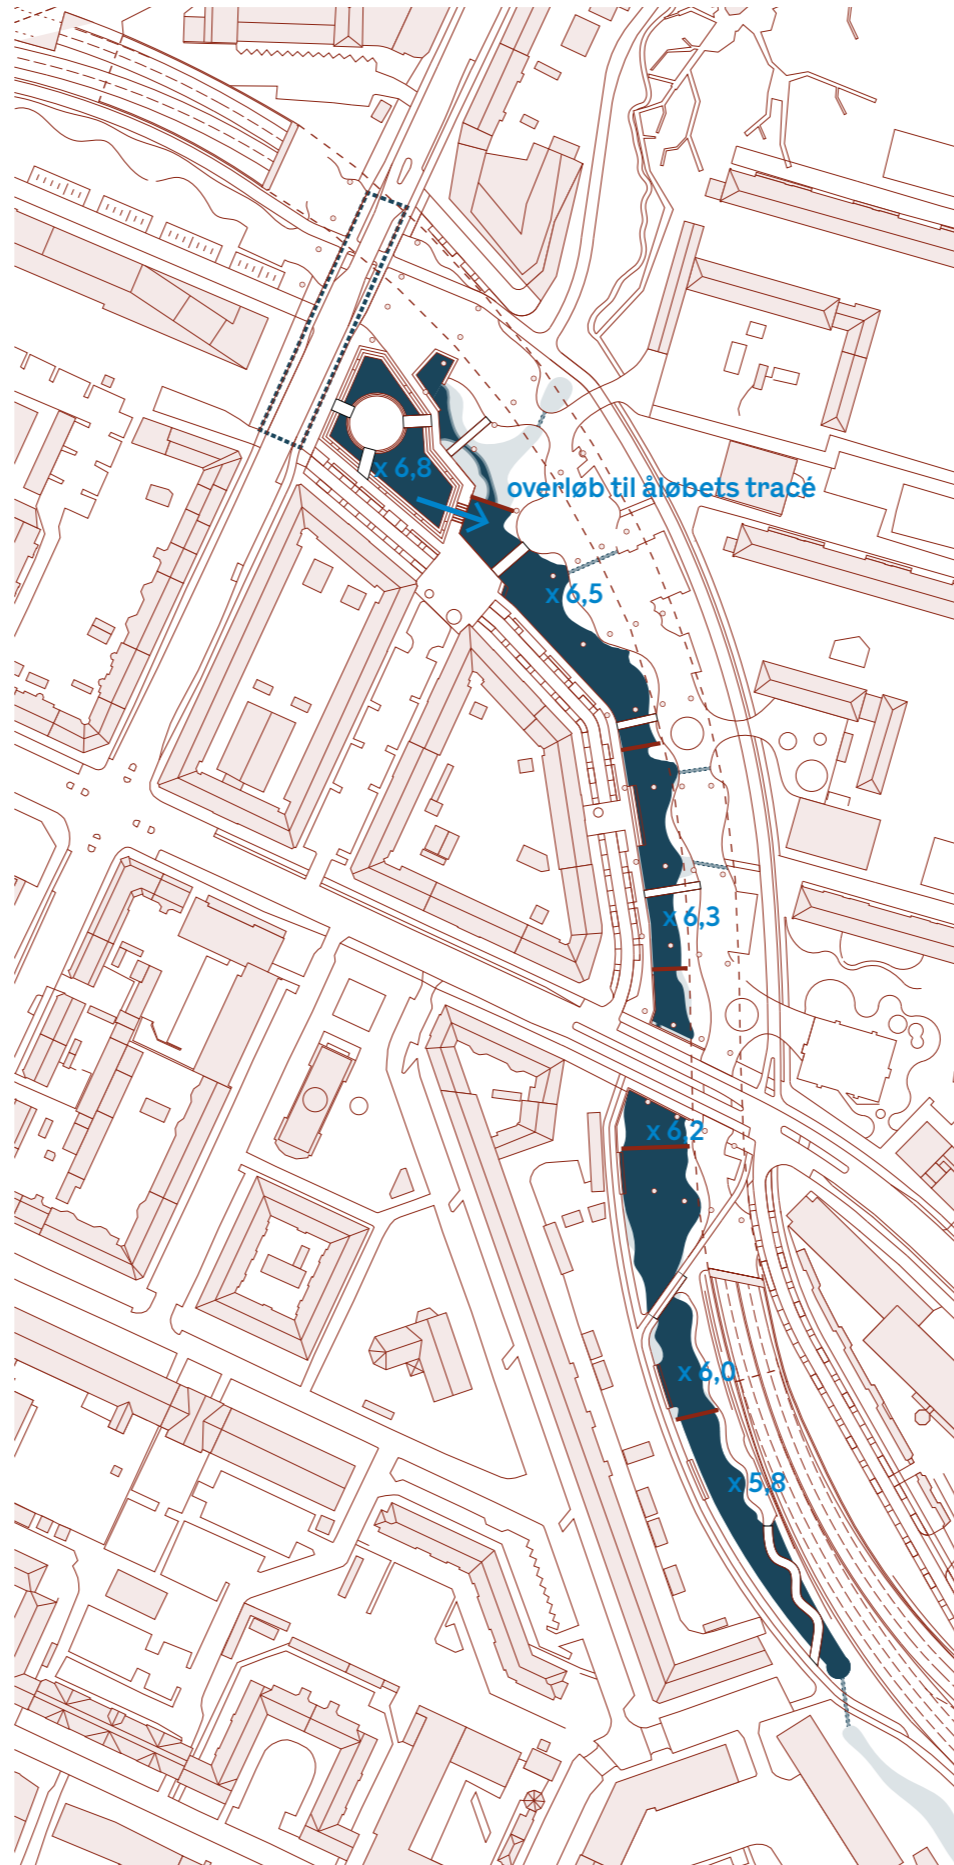 x 6,8
overløb til åløbets tracé
x 6,5
x 6,3
x 6,2
x 6,0
x 5,8